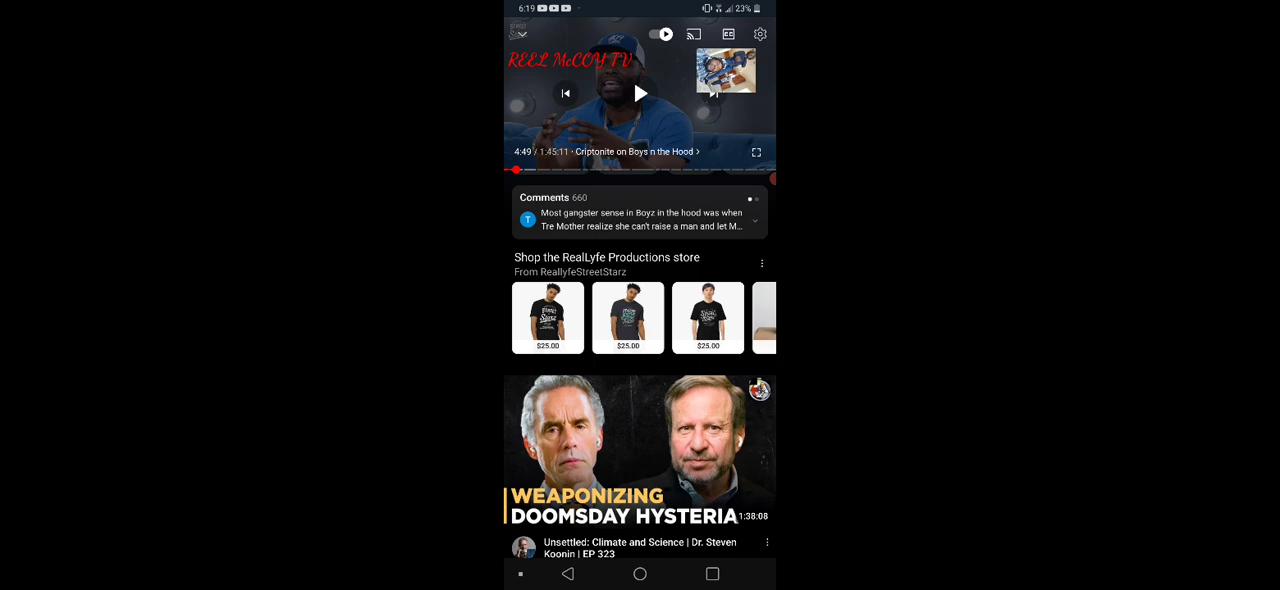 6:19
23%
REEL McCOY TV
4:49 / 1:45:11 · Criptonite on Boys n the Hood
Comments 660
T
Most gangster sense in Boyz in the hood was when
Tre Mother realize she can't raise a man and let M...
Shop the RealLyfe Productions store
From ReallyfeStreetStarz
$25.00
$25.00
$25.00
WEAPONIZING
DOOMSDAY HYSTERIA
1:38:08
Unsettled: Climate and Science | Dr. Steven
Koonin | EP 323